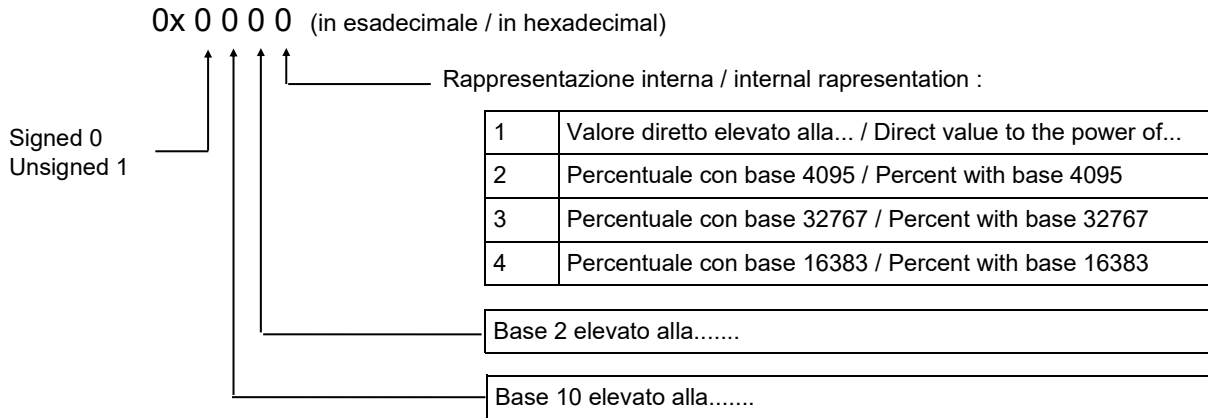 0x 0 0 0 0 (in esadecimale / in hexadecimal)
Rappresentazione interna / internal rapresentation :
Signed 0
Unsigned 1
1 Valore diretto elevato alla... / Direct value to the power of...
2 Percentuale con base 4095 / Percent with base 4095
3 Percentuale con base 32767 / Percent with base 32767
4 Percentuale con base 16383 / Percent with base 16383
Base 2 elevato alla.......
Base 10 elevato alla.......